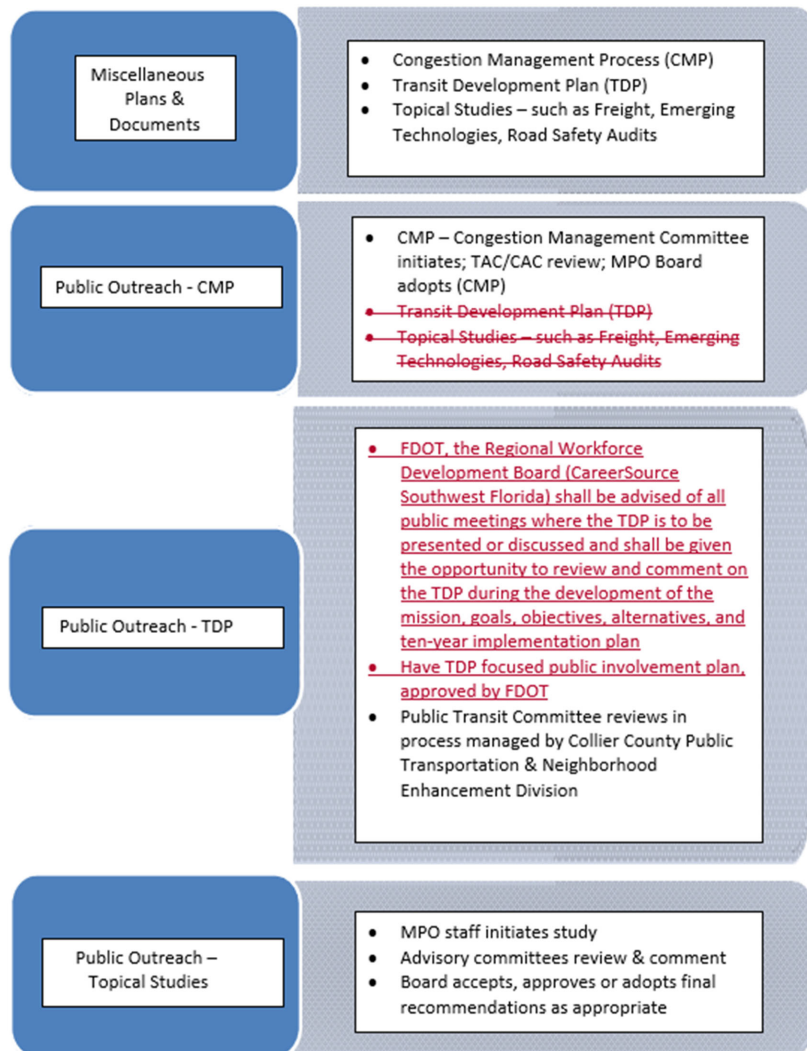 Miscellaneous
Plans &
Documents
• Congestion Management Process (CMP)
• Transit Development Plan (TDP)
• Topical Studies – such as Freight, Emerging
Technologies, Road Safety Audits
Public Outreach - CMP
• CMP – Congestion Management Committee
initiates; TAC/CAC review; MPO Board
adopts (CMP)
• Transit Development Plan (TDP)
• Topical Studies – such as Freight, Emerging
Technologies, Road Safety Audits
Public Outreach - TDP
• FDOT, the Regional Workforce
Development Board (CareerSource
Southwest Florida) shall be advised of all
public meetings where the TDP is to be
presented or discussed and shall be given
the opportunity to review and comment on
the TDP during the development of the
mission, goals, objectives, alternatives, and
ten-year implementation plan
• Have TDP focused public involvement plan,
approved by FDOT
• Public Transit Committee reviews in
process managed by Collier County Public
Transportation & Neighborhood
Enhancement Division
Public Outreach –
Topical Studies
• MPO staff initiates study
• Advisory committees review & comment
• Board accepts, approves or adopts final
recommendations as appropriate